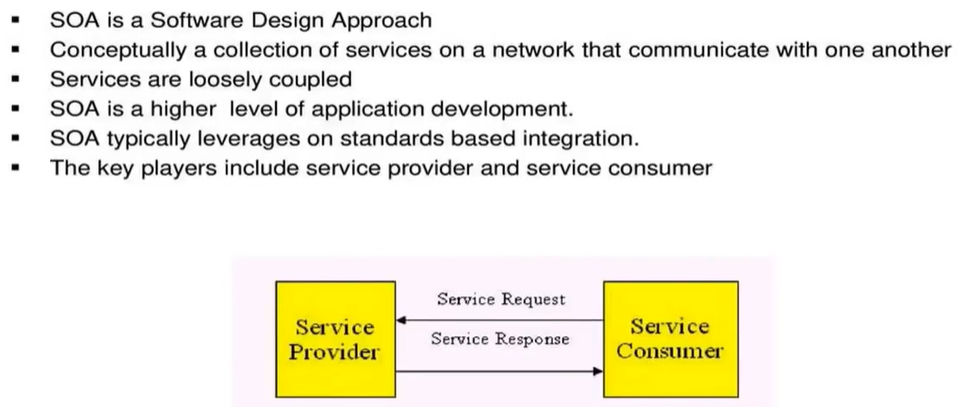 ▪ SOA is a Software Design Approach
▪ Conceptually a collection of services on a network that communicate with one another
▪ Services are loosely coupled
▪ SOA is a higher level of application development.
▪ SOA typically leverages on standards based integration.
▪ The key players include service provider and service consumer
Service Request
Service
Provider
Service Response
Service
Consumer